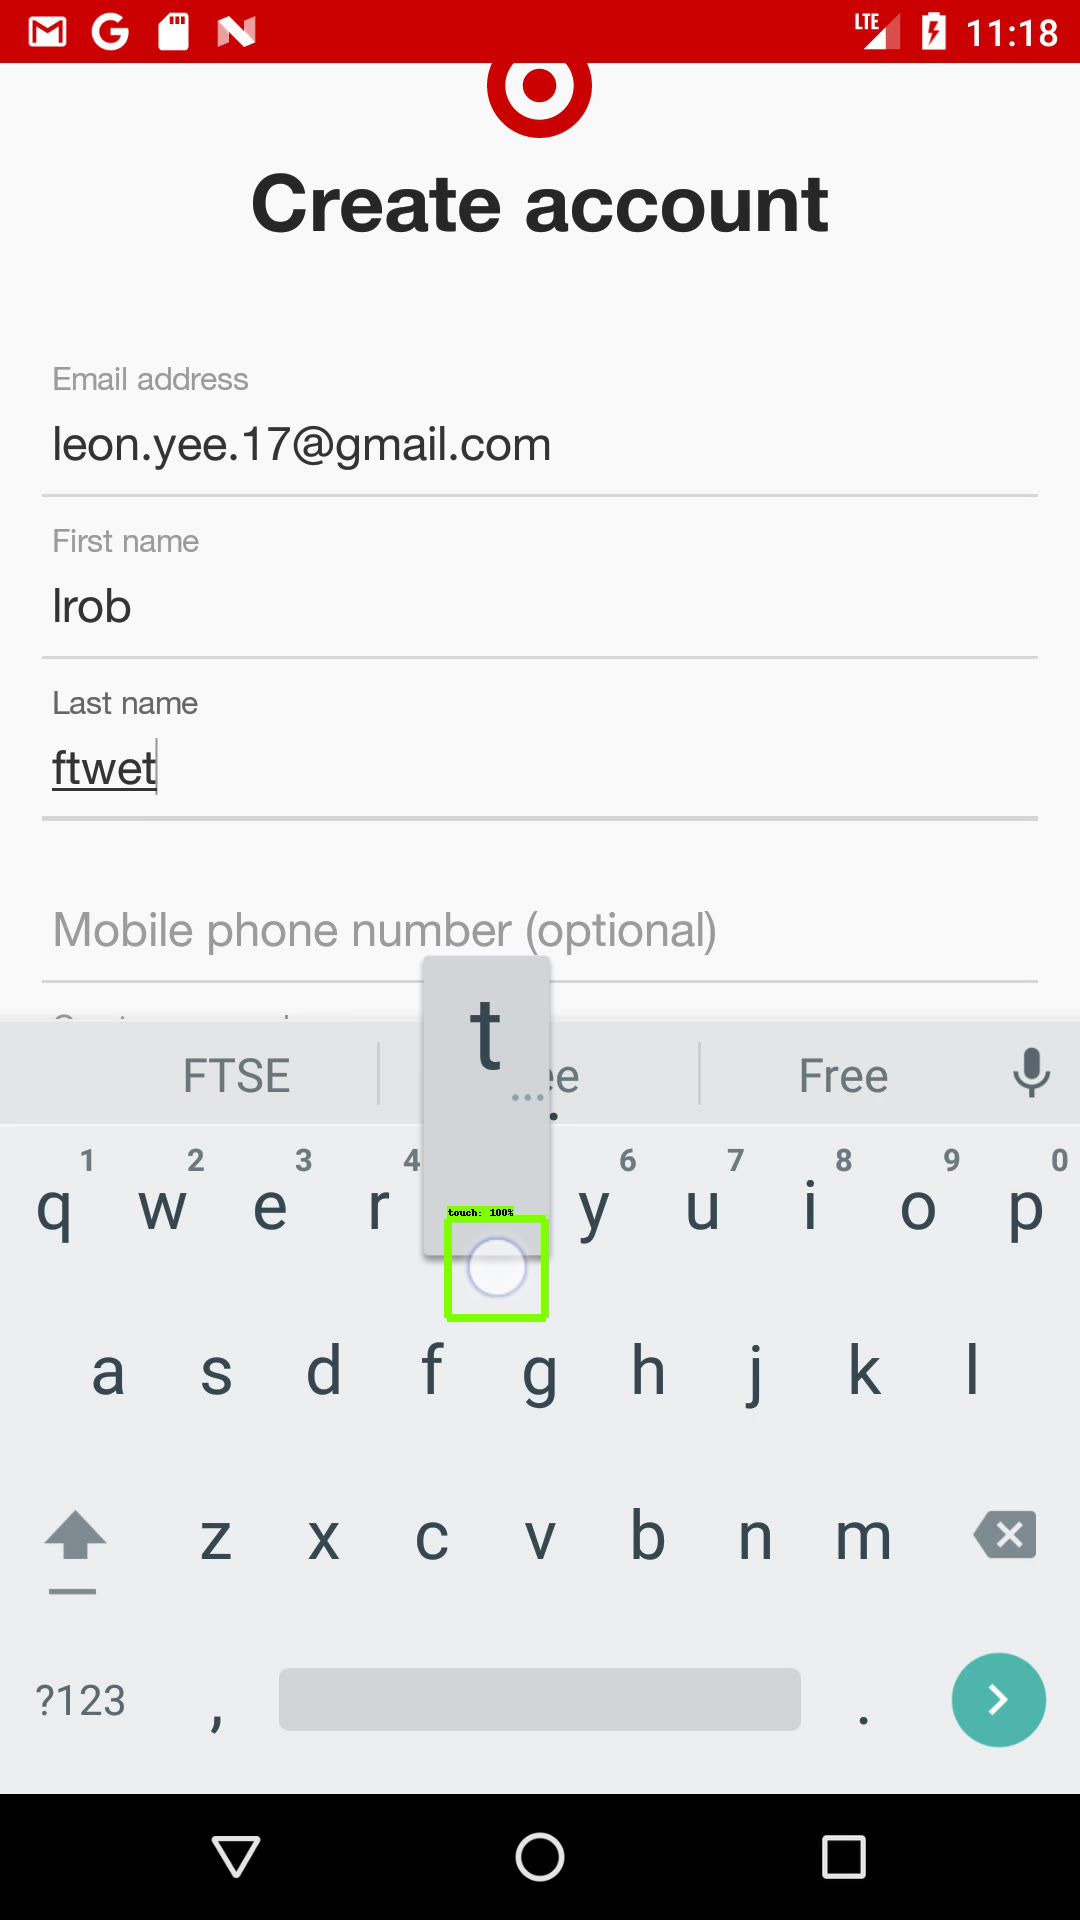 LTE 11:18
Create account
Email address
leon.yee.17@gmail.com
First name
lrob
Last name
ftwet
Mobile phone number (optional)
t
FTSE Free
...
1 2 3 4 6 7 8 9 0
q w e r y u i o p
touch: 100%
a s d f g h j k l
z x c v b n m
?123 , .